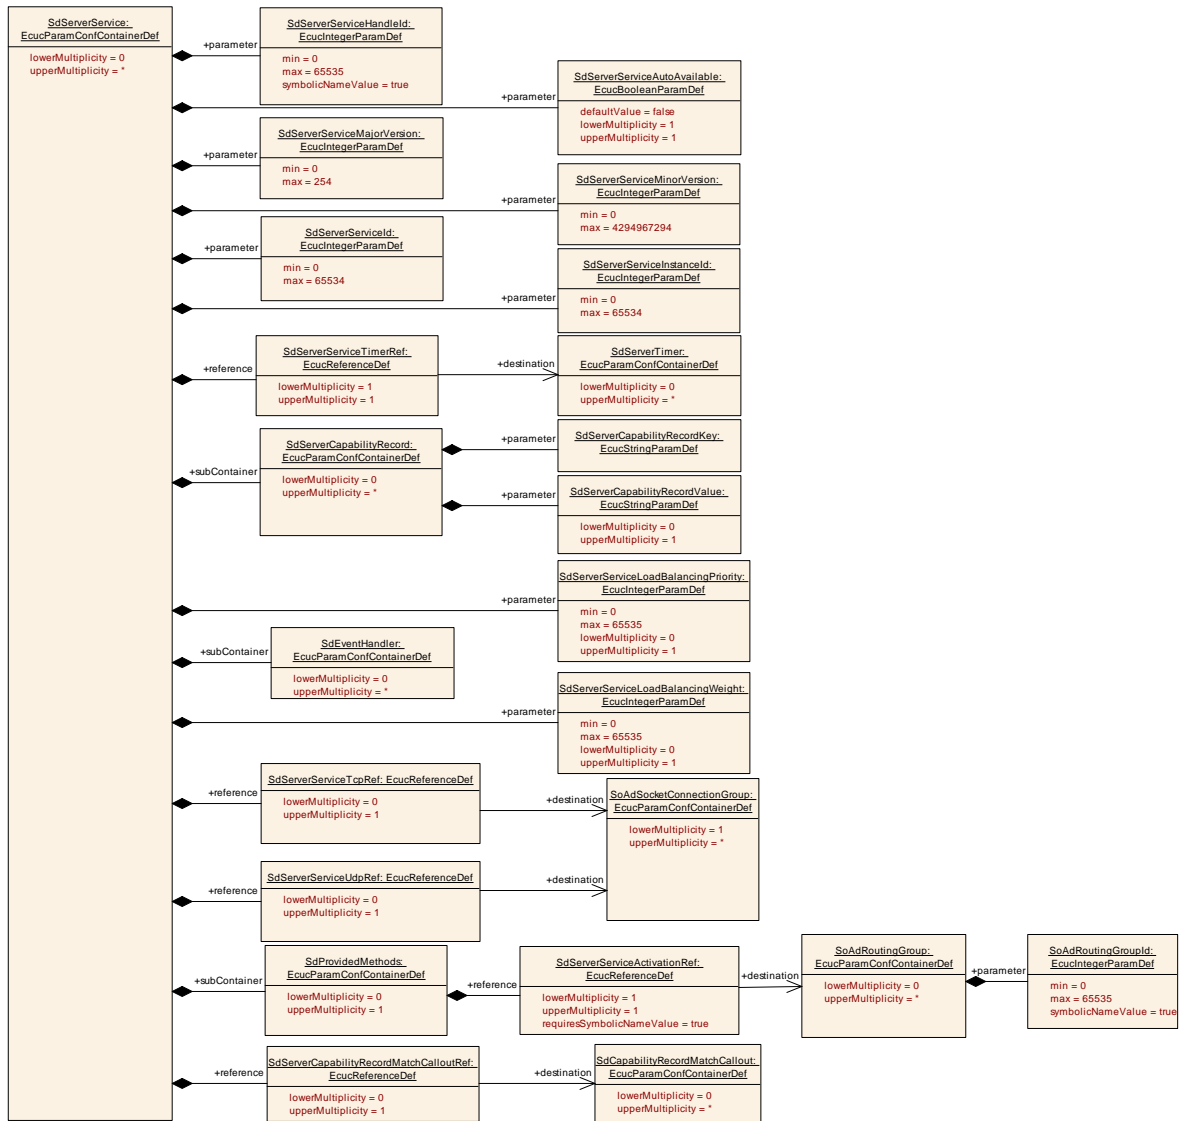 SdServerService:
EcucParamConfContainerDef
lowerMultiplicity = 0
upperMultiplicity = *
+parameter
SdServerServiceHandleId:
EcucIntegerParamDef
min = 0
max = 65535
symbolicNameValue = true
+parameter
SdServerServiceAutoAvailable:
EcucBooleanParamDef
defaultValue = false
lowerMultiplicity = 1
upperMultiplicity = 1
+parameter
SdServerServiceMajorVersion:
EcucIntegerParamDef
min = 0
max = 254
+parameter
SdServerServiceMinorVersion:
EcucIntegerParamDef
min = 0
max = 4294967294
+parameter
SdServerServiceId:
EcucIntegerParamDef
min = 0
max = 65534
+parameter
SdServerServiceInstanceId:
EcucIntegerParamDef
min = 0
max = 65534
+reference
SdServerServiceTimerRef:
EcucReferenceDef
lowerMultiplicity = 1
upperMultiplicity = 1
+destination
SdServerTimer:
EcucParamConfContainerDef
lowerMultiplicity = 0
upperMultiplicity = *
+subContainer
SdServerCapabilityRecord:
EcucParamConfContainerDef
lowerMultiplicity = 0
upperMultiplicity = *
+parameter
SdServerCapabilityRecordKey:
EcucStringParamDef
+parameter
SdServerCapabilityRecordValue:
EcucStringParamDef
lowerMultiplicity = 0
upperMultiplicity = 1
+parameter
SdServerServiceLoadBalancingPriority:
EcucIntegerParamDef
min = 0
max = 65535
lowerMultiplicity = 0
upperMultiplicity = 1
+subContainer
SdEventHandler:
EcucParamConfContainerDef
lowerMultiplicity = 0
upperMultiplicity = *
+parameter
SdServerServiceLoadBalancingWeight:
EcucIntegerParamDef
min = 0
max = 65535
lowerMultiplicity = 0
upperMultiplicity = 1
+reference
SdServerServiceTcpRef: EcucReferenceDef
lowerMultiplicity = 0
upperMultiplicity = 1
+destination
SoAdSocketConnectionGroup:
EcucParamConfContainerDef
lowerMultiplicity = 1
upperMultiplicity = *
+reference
SdServerServiceUdpRef: EcucReferenceDef
lowerMultiplicity = 0
upperMultiplicity = 1
+destination
+subContainer
SdProvidedMethods:
EcucParamConfContainerDef
lowerMultiplicity = 0
upperMultiplicity = 1
+reference
SdServerServiceActivationRef:
EcucReferenceDef
lowerMultiplicity = 1
upperMultiplicity = 1
requiresSymbolicNameValue = true
+destination
SoAdRoutingGroup:
EcucParamConfContainerDef
lowerMultiplicity = 0
upperMultiplicity = *
+parameter
SoAdRoutingGroupId:
EcucIntegerParamDef
min = 0
max = 65535
symbolicNameValue = true
+reference
SdServerCapabilityRecordMatchCalloutRef:
EcucReferenceDef
lowerMultiplicity = 0
upperMultiplicity = 1
+destination
SdCapabilityRecordMatchCallout:
EcucParamConfContainerDef
lowerMultiplicity = 0
upperMultiplicity = *